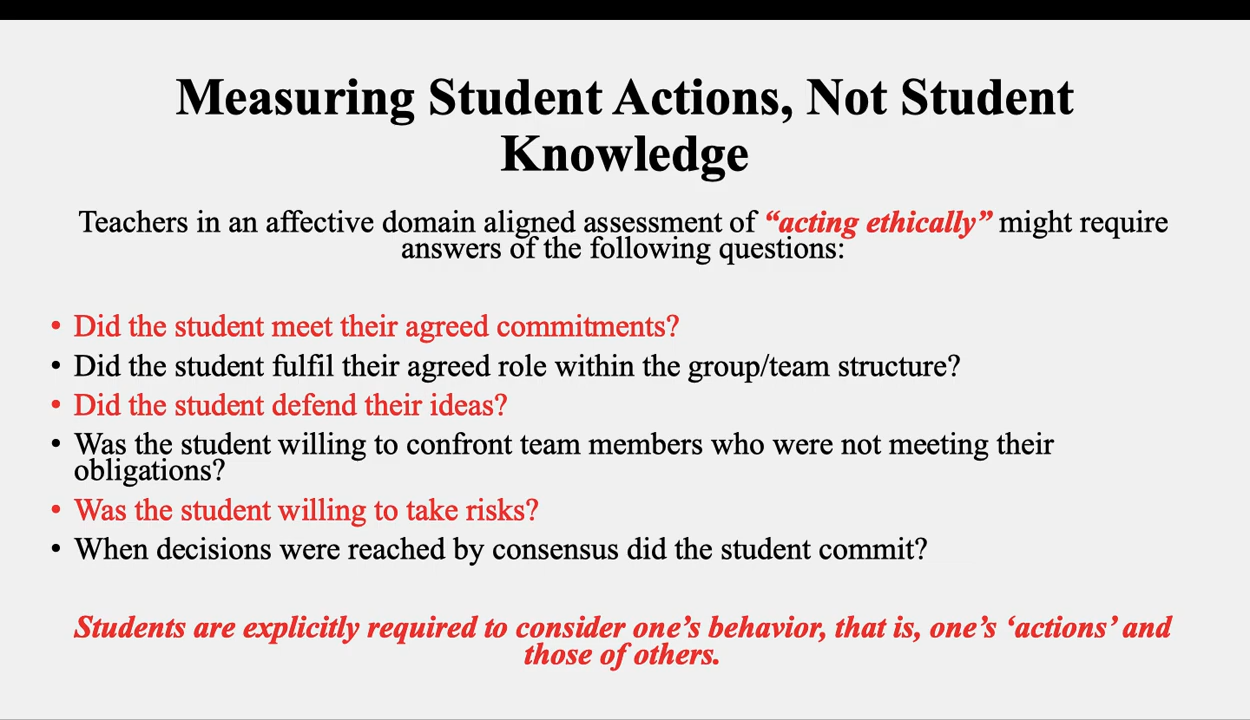 Measuring Student Actions, Not Student
Knowledge
Teachers in an affective domain aligned assessment of “acting ethically” might require
answers of the following questions:
• Did the student meet their agreed commitments?
• Did the student fulfil their agreed role within the group/team structure?
• Did the student defend their ideas?
• Was the student willing to confront team members who were not meeting their
obligations?
• Was the student willing to take risks?
• When decisions were reached by consensus did the student commit?
Students are explicitly required to consider one’s behavior, that is, one’s ‘actions’ and
those of others.